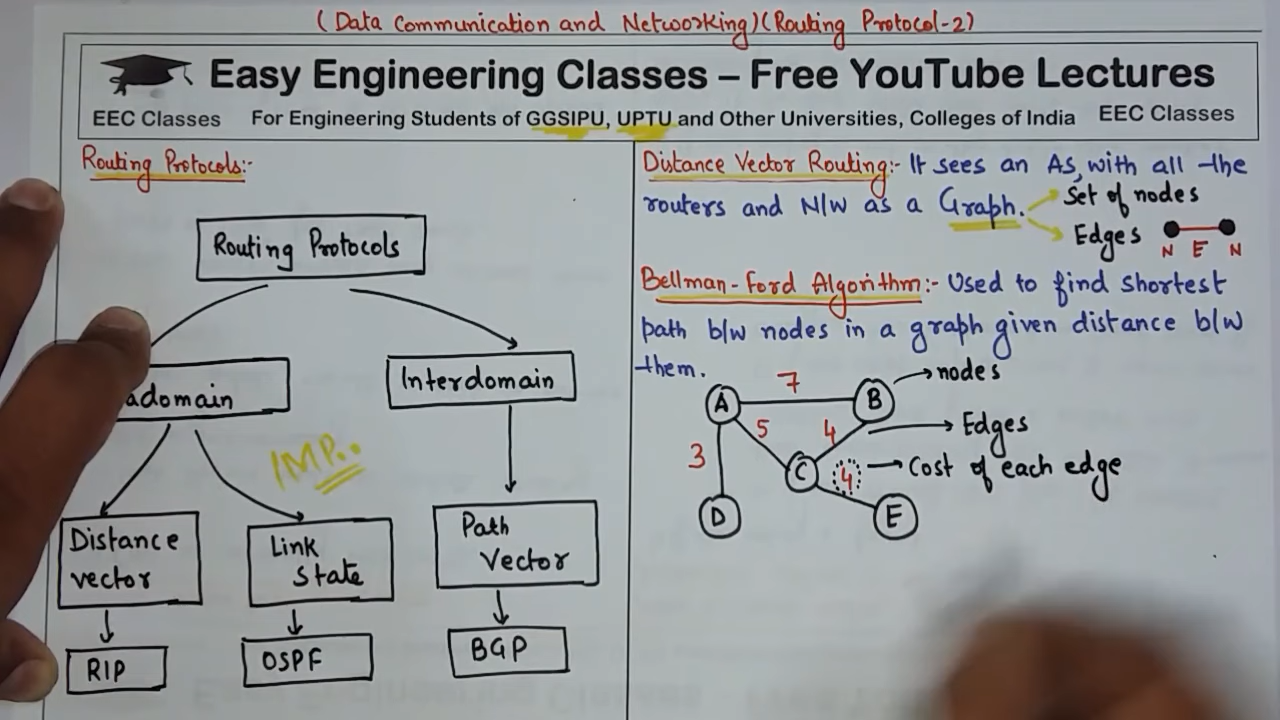 (Data Communication and Networking)(Routing Protocol-2)
Easy Engineering Classes – Free YouTube Lectures
EEC Classes For Engineering Students of GGSIPU, UPTU and Other Universities, Colleges of India EEC Classes
Routing Protocols:-
Routing Protocols
adomain
Interdomain
IMP..
Distance
vector
Link
State
Path
Vector
RIP
OSPF
BGP
Distance Vector Routing:- It sees an AS, with all the
routers and N/W as a Graph. Set of nodes
Edges
N E N
Bellman-Ford Algorithm:- Used to find shortest
path b/w nodes in a graph given distance b/w
them.
A 7 B nodes
5 4 Edges
3 C 4 Cost of each edge
D E